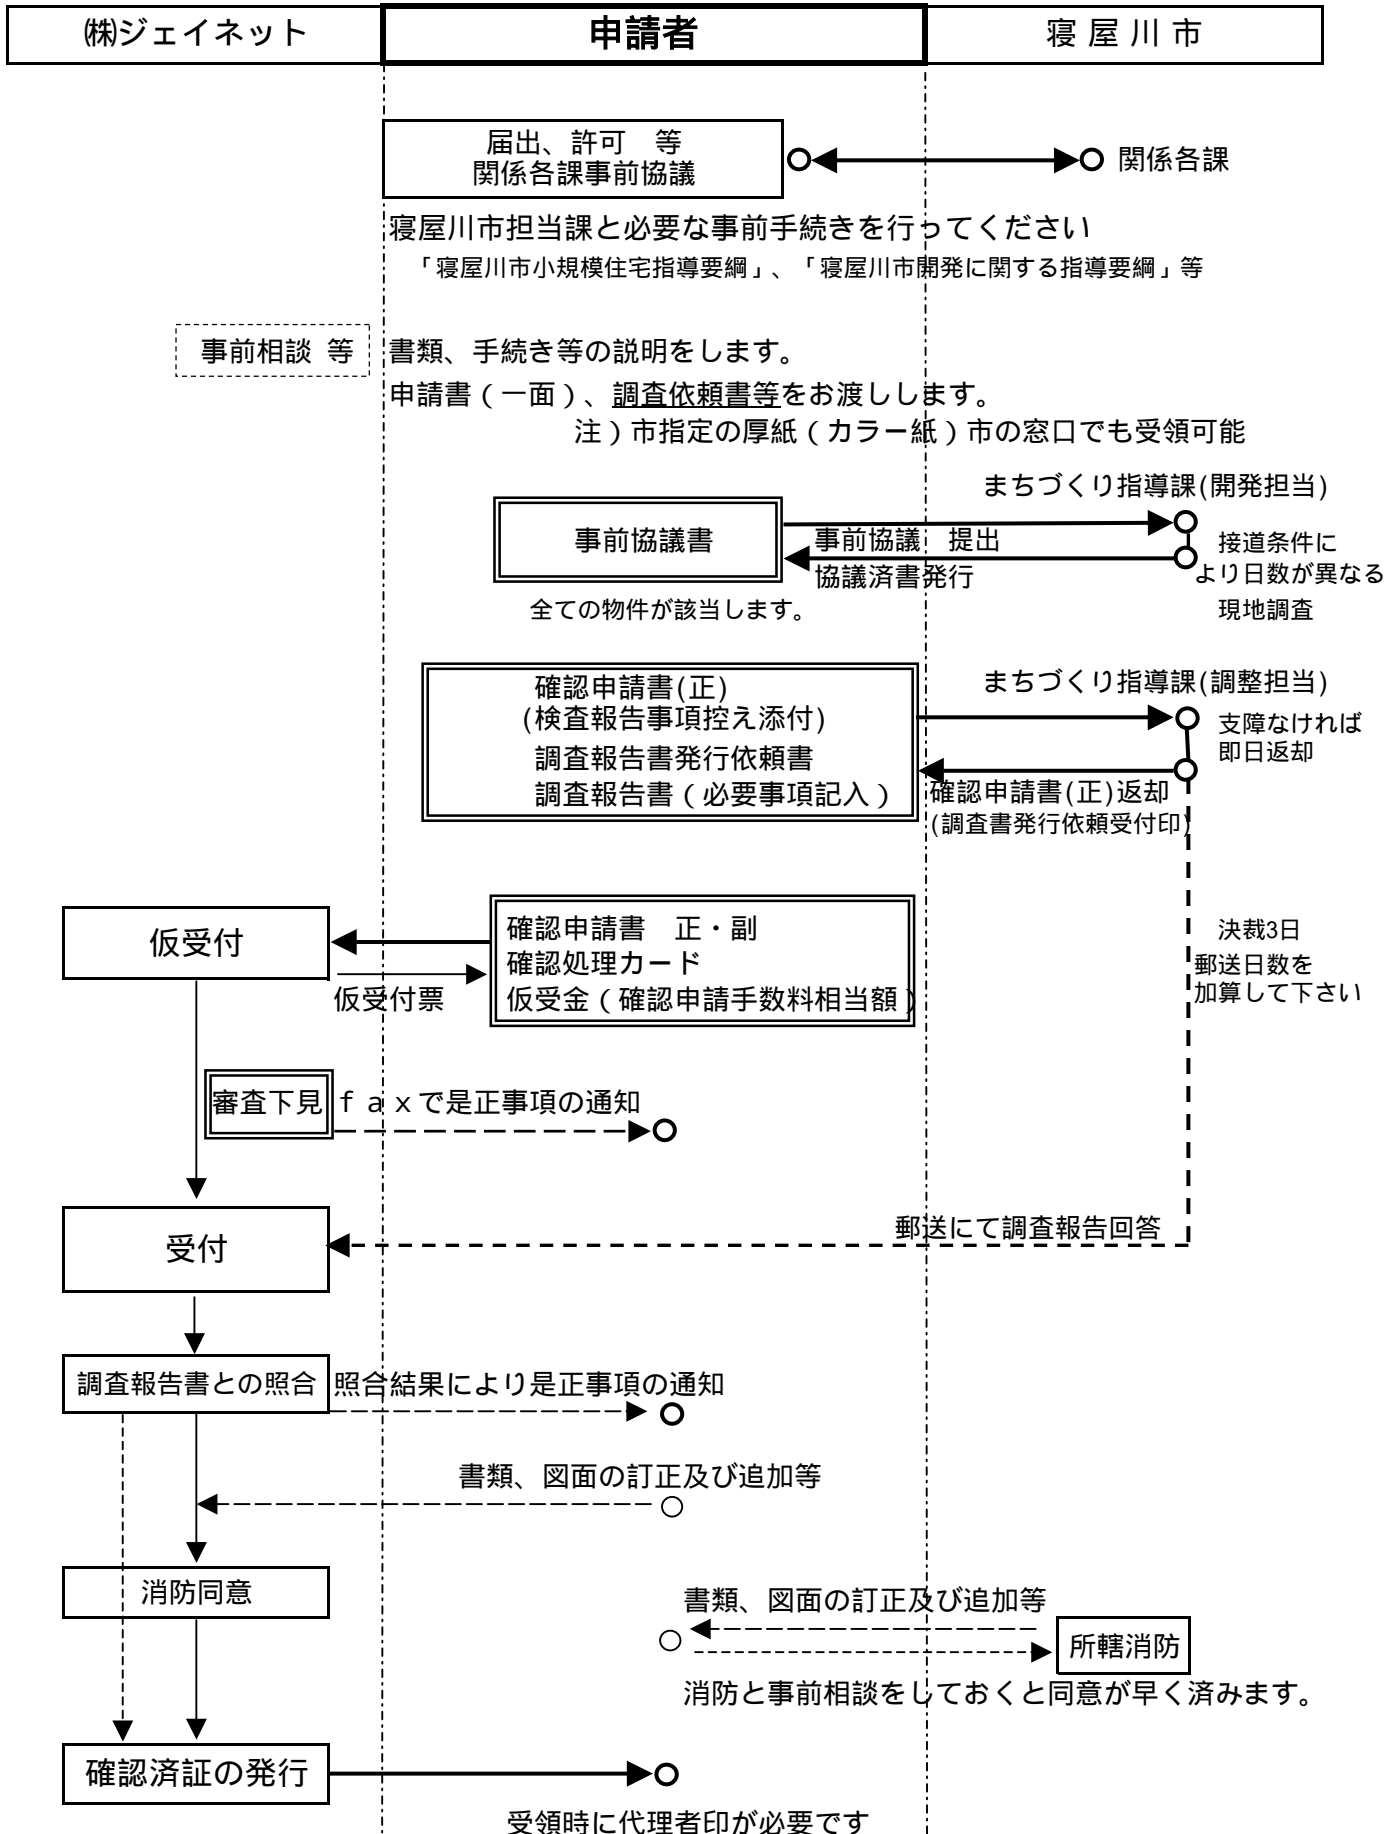 ㈱ジェイネット
申請者
寝屋川市
届出、許可　等
関係各課事前協議
関係各課
寝屋川市担当課と必要な事前手続きを行ってください
「寝屋川市小規模住宅指導要綱」、「寝屋川市開発に関する指導要綱」等
事前相談 等
書類、手続き等の説明をします。
申請書（一面）、調査依頼書等をお渡しします。
注）市指定の厚紙（カラー紙）市の窓口でも受領可能
まちづくり指導課(開発担当)
事前協議書
事前協議　提出
協議済書発行
接道条件に
より日数が異なる
現地調査
全ての物件が該当します。
まちづくり指導課(調整担当)
確認申請書(正)
(検査報告事項控え添付)
調査報告書発行依頼書
調査報告書（必要事項記入）
支障なければ
即日返却
確認申請書(正)返却
(調査書発行依頼受付印)
仮受付
確認申請書　正・副
確認処理カード
仮受金（確認申請手数料相当額）
仮受付票
決裁3日
郵送日数を
加算して下さい
審査下見
ｆａｘで是正事項の通知
受付
郵送にて調査報告回答
調査報告書との照合
照合結果により是正事項の通知
書類、図面の訂正及び追加等
消防同意
書類、図面の訂正及び追加等
所轄消防
消防と事前相談をしておくと同意が早く済みます。
確認済証の発行
受領時に代理者印が必要です